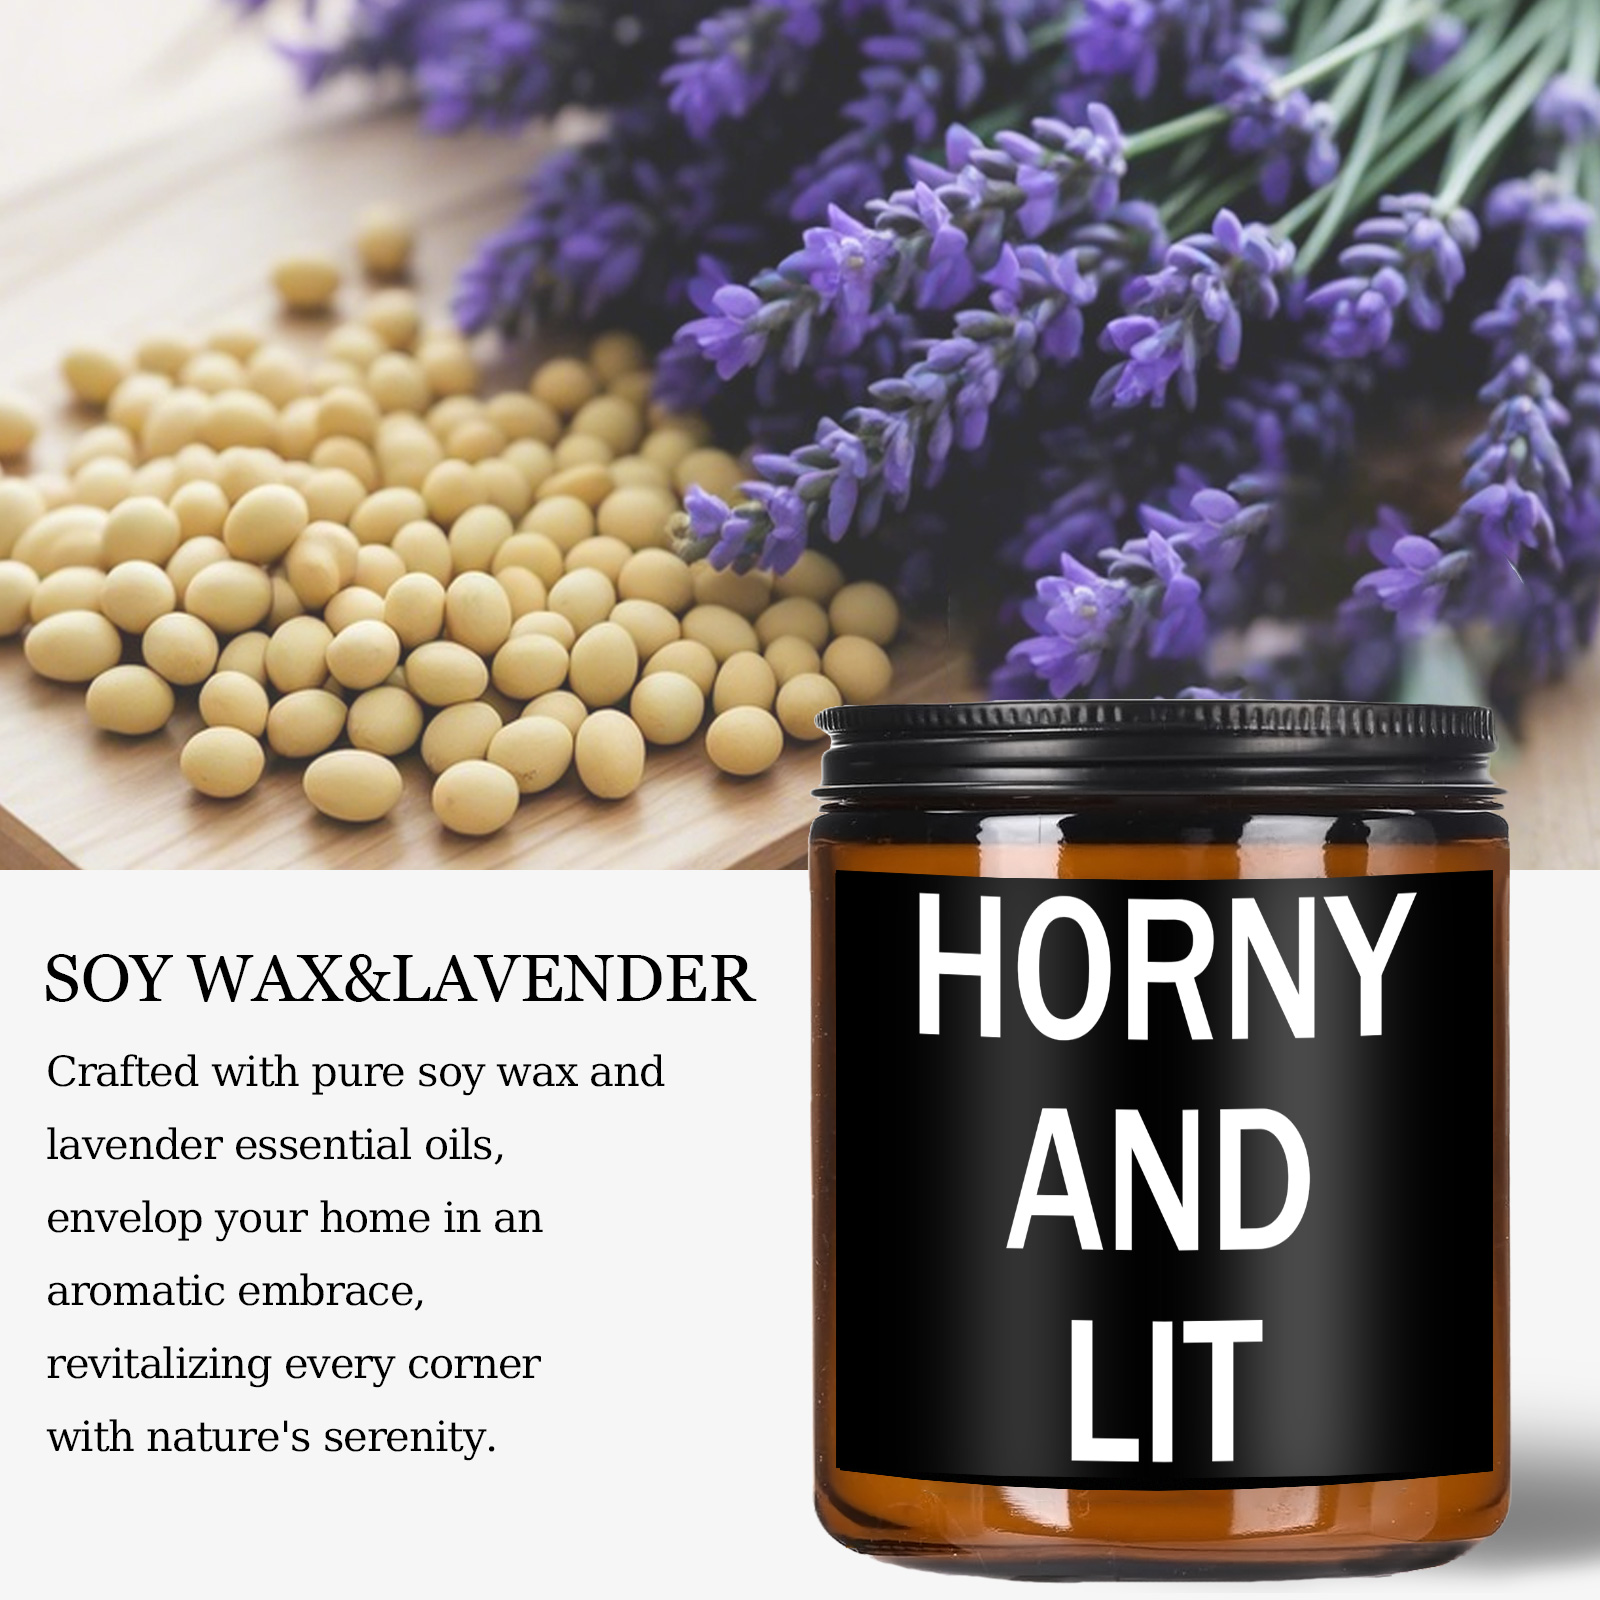 SOY WAX&LAVENDER
Crafted with pure soy wax and
lavender essential oils,
envelop your home in an
aromatic embrace,
revitalizing every corner
with nature's serenity.
HORNY
AND
LIT